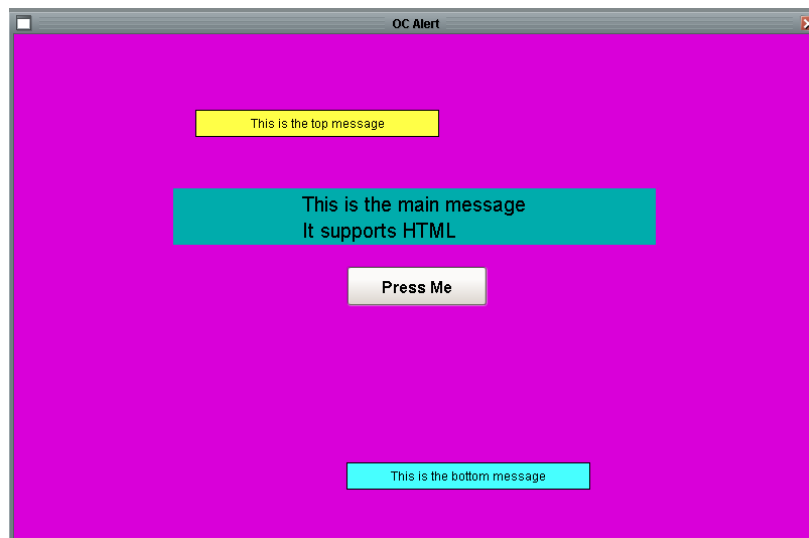 OC Alert
This is the top message
This is the main message
It supports HTML
Press Me
This is the bottom message